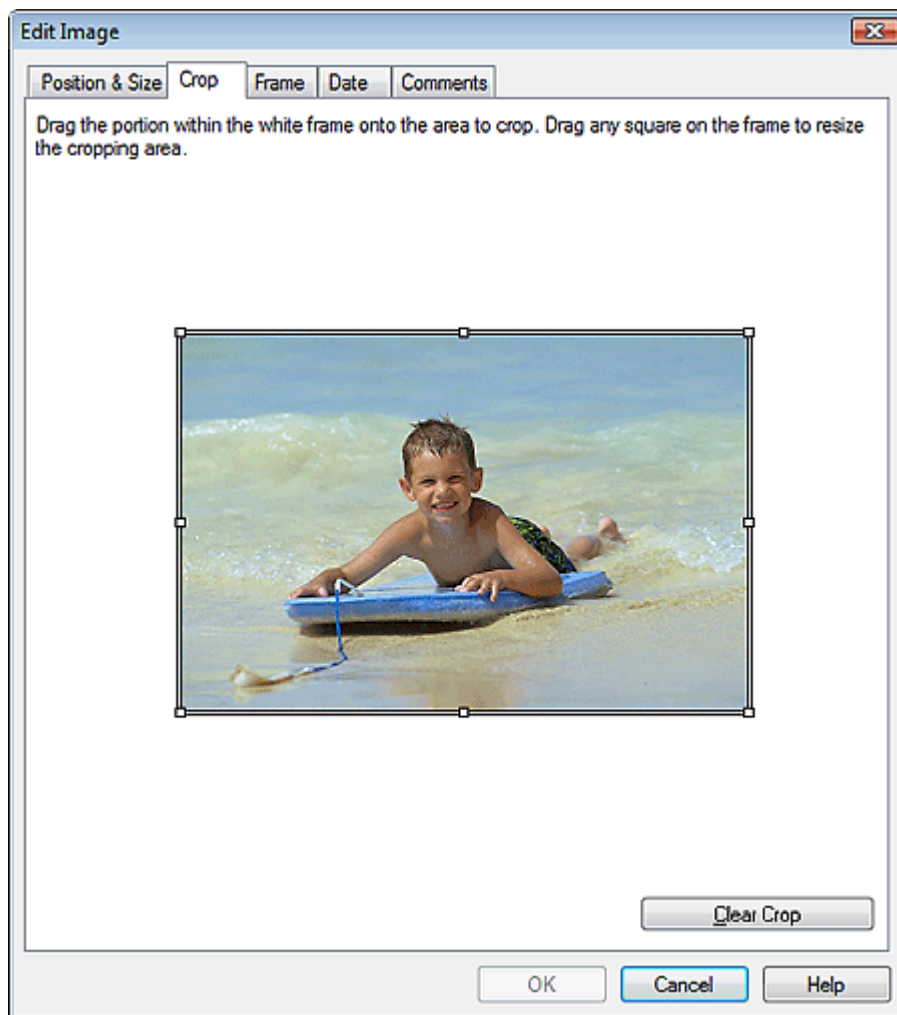 Edit Image
Position & Size Crop Frame Date Comments
Drag the portion within the white frame onto the area to crop. Drag any square on the frame to resize
the cropping area.
Clear Crop
OK Cancel Help